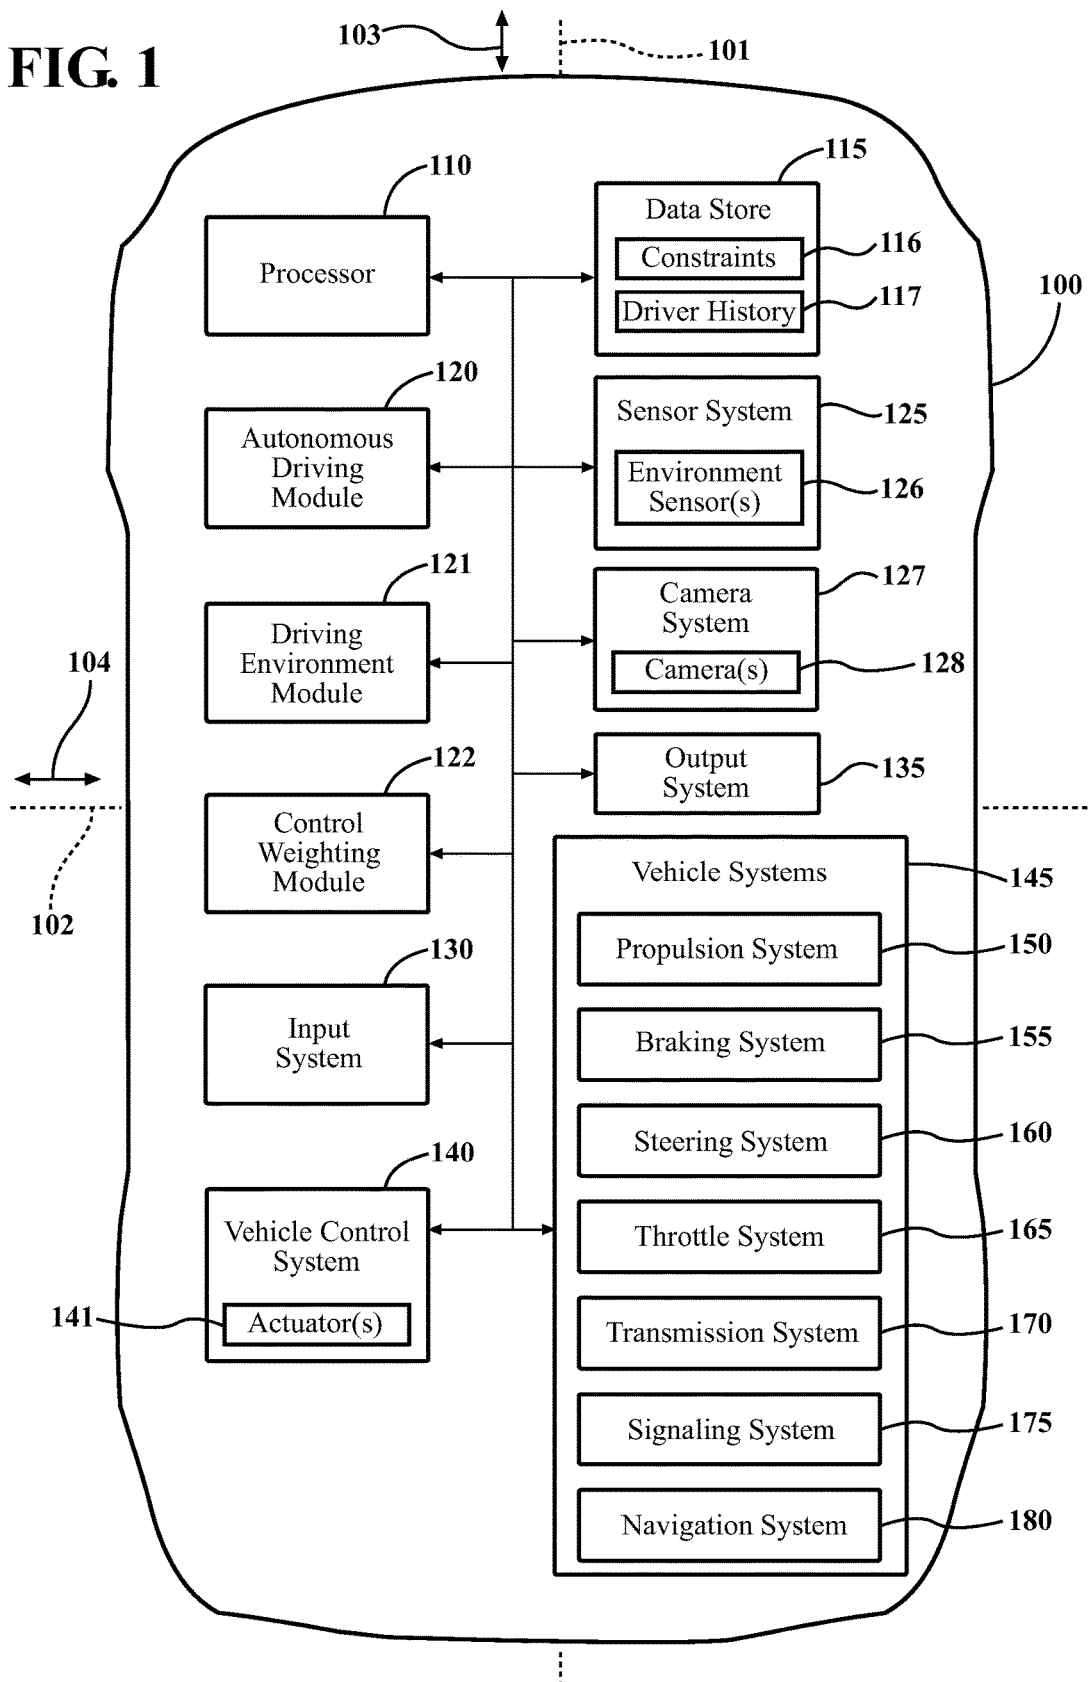 FIG. 1
103
101
110
Processor
115
Data Store
Constraints
116
Driver History
117
100
120
Autonomous
Driving
Module
Sensor System
125
Environment
Sensor(s)
126
121
Driving
Environment
Module
Camera
System
127
Camera(s)
128
104
102
122
Control
Weighting
Module
Output
System
135
130
Input
System
Vehicle Systems
145
Propulsion System
150
Braking System
155
Steering System
160
Throttle System
165
Transmission System
170
Signaling System
175
Navigation System
180
140
Vehicle Control
System
Actuator(s)
141